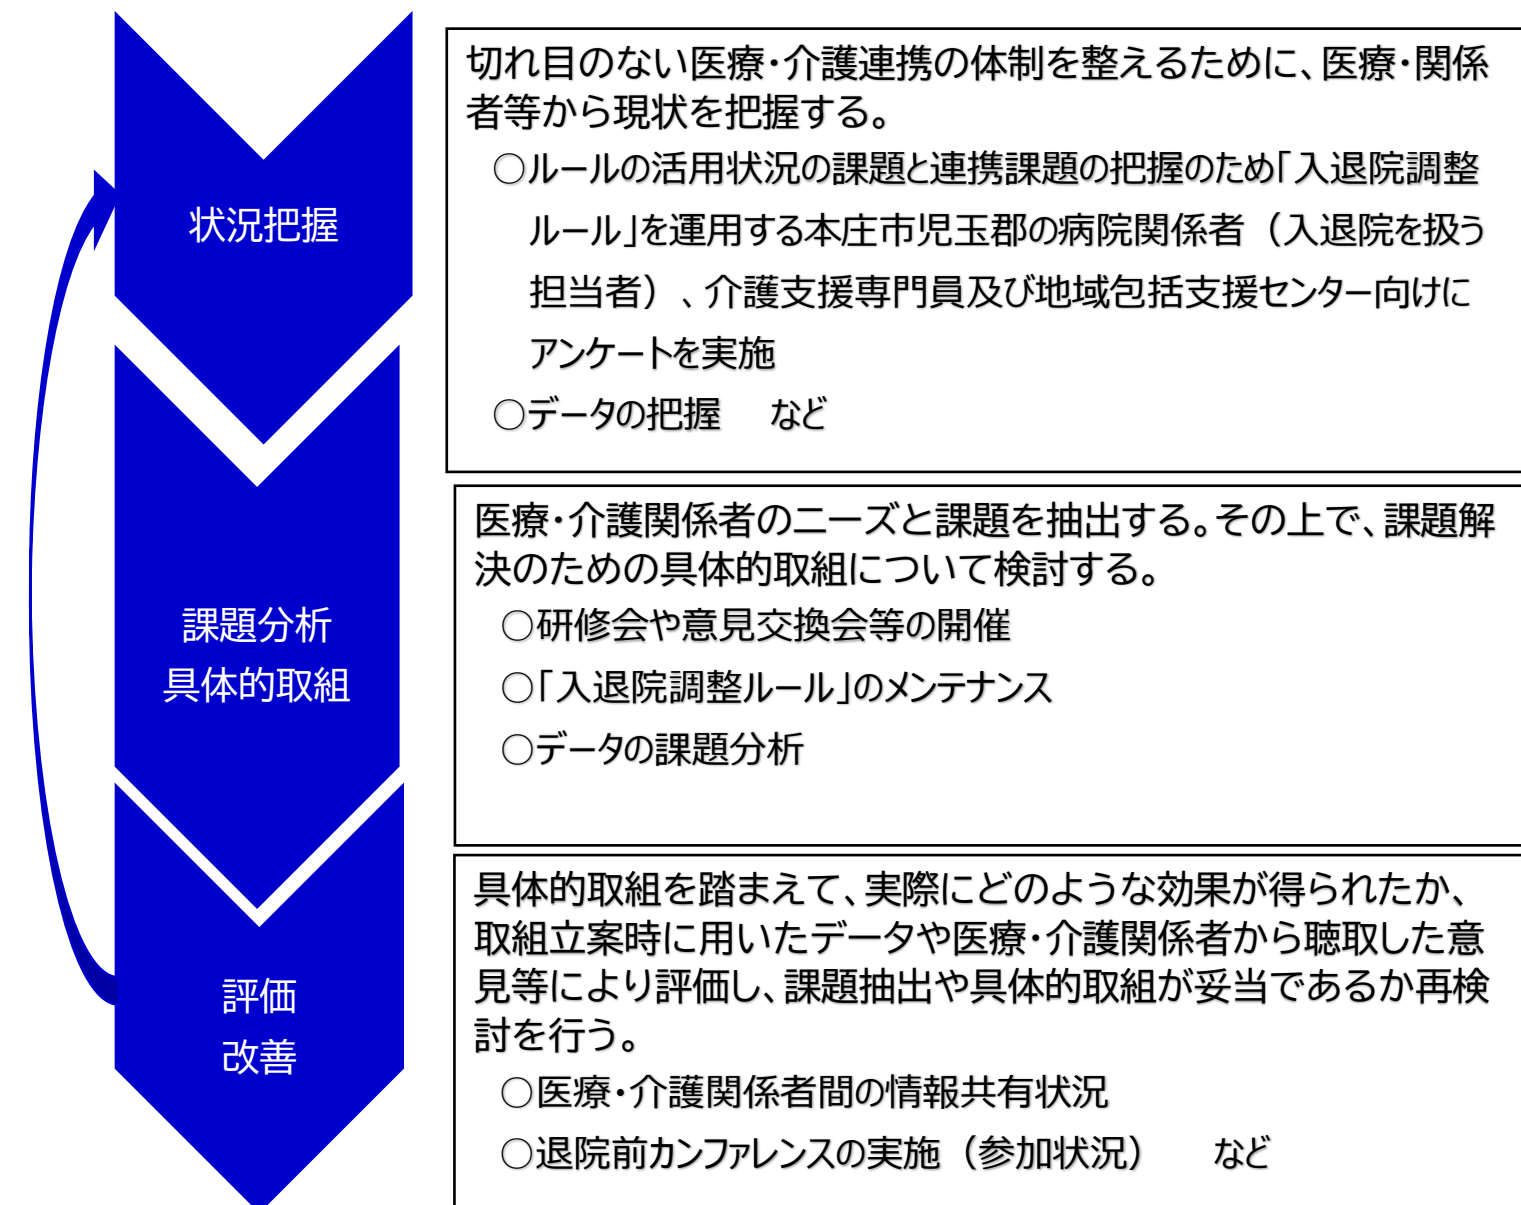 状況把握
切れ目のない医療・介護連携の体制を整えるために、医療・関係
者等から現状を把握する。
○ルールの活用状況の課題と連携課題の把握のため「入退院調整
ルール」を運用する本庄市児玉郡の病院関係者（入退院を扱う
担当者）、介護支援専門員及び地域包括支援センター向けに
アンケートを実施
○データの把握　など
課題分析
具体的取組
医療・介護関係者のニーズと課題を抽出する。その上で、課題解
決のための具体的取組について検討する。
○研修会や意見交換会等の開催
○「入退院調整ルール」のメンテナンス
○データの課題分析
評価
改善
具体的取組を踏まえて、実際にどのような効果が得られたか、
取組立案時に用いたデータや医療・介護関係者から聴取した意
見等により評価し、課題抽出や具体的取組が妥当であるか再検
討を行う。
○医療・介護関係者間の情報共有状況
○退院前カンファレンスの実施（参加状況）　など